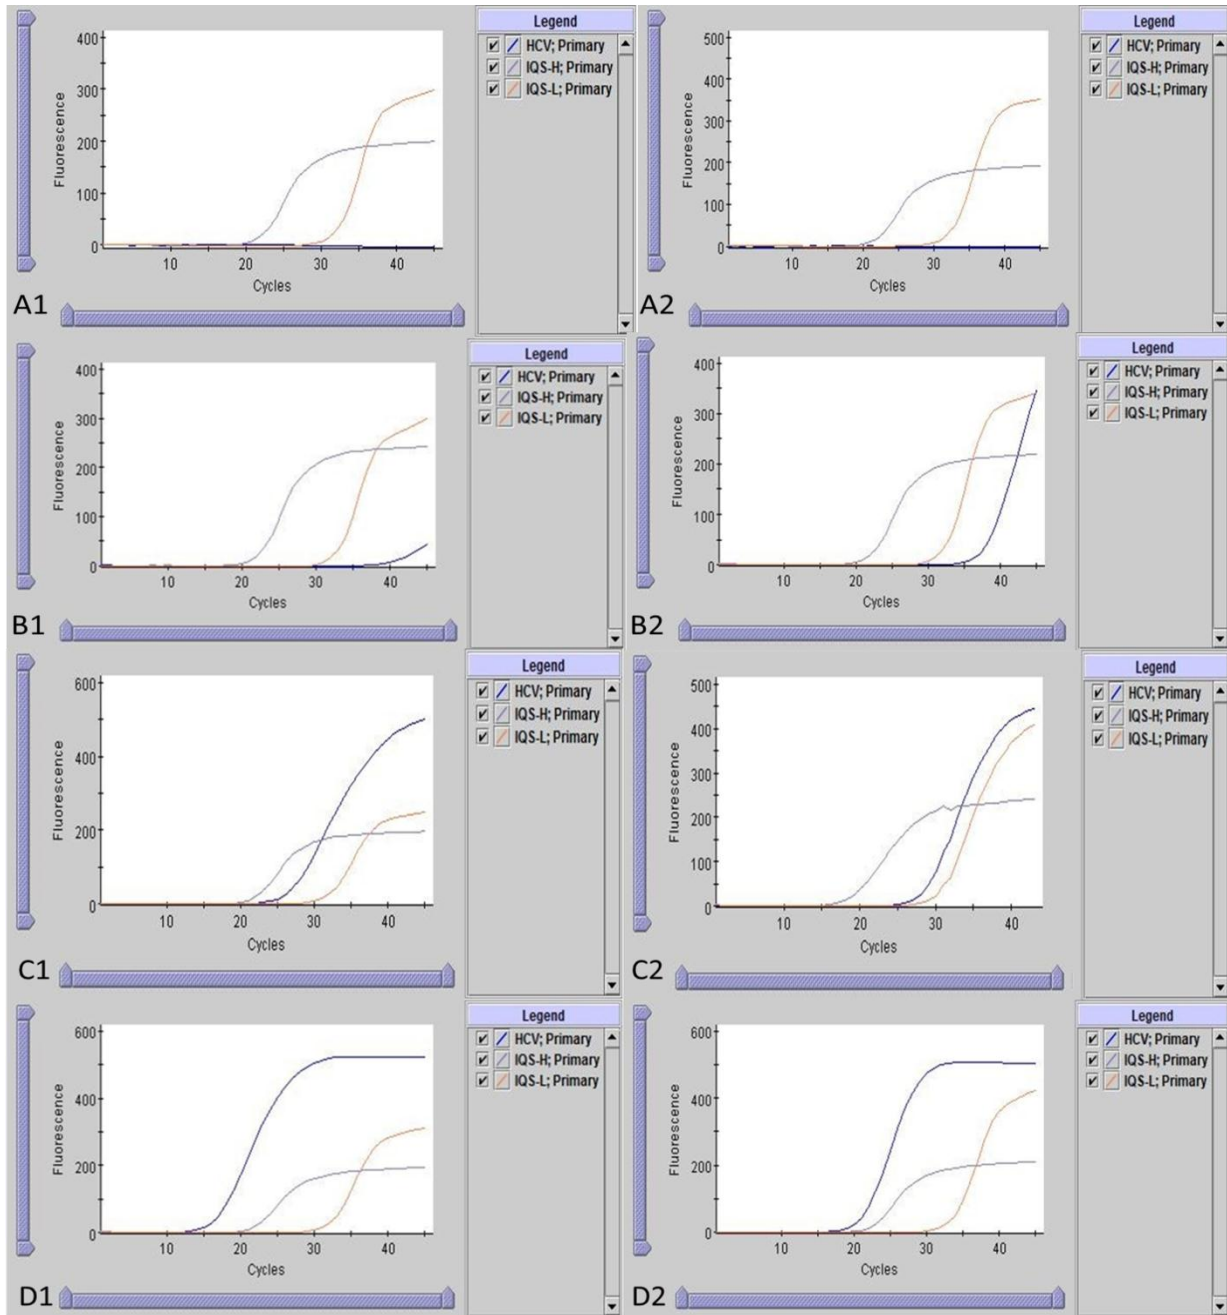 Legend
HCV; Primary
IQS-H; Primary
IQS-L; Primary
400
300
200
100
0
Fluorescence
10 20 30 40
Cycles
A1
Legend
HCV; Primary
IQS-H; Primary
IQS-L; Primary
500
400
300
200
100
0
Fluorescence
10 20 30 40
Cycles
A2
Legend
HCV; Primary
IQS-H; Primary
IQS-L; Primary
400
300
200
100
0
Fluorescence
10 20 30 40
Cycles
B1
Legend
HCV; Primary
IQS-H; Primary
IQS-L; Primary
400
300
200
100
0
Fluorescence
10 20 30 40
Cycles
B2
Legend
HCV; Primary
IQS-H; Primary
IQS-L; Primary
600
400
200
0
Fluorescence
10 20 30 40
Cycles
C1
Legend
HCV; Primary
IQS-H; Primary
IQS-L; Primary
500
400
300
200
100
0
Fluorescence
10 20 30 40
Cycles
C2
Legend
HCV; Primary
IQS-H; Primary
IQS-L; Primary
600
400
200
0
Fluorescence
10 20 30 40
Cycles
D1
Legend
HCV; Primary
IQS-H; Primary
IQS-L; Primary
600
400
200
0
Fluorescence
10 20 30 40
Cycles
D2